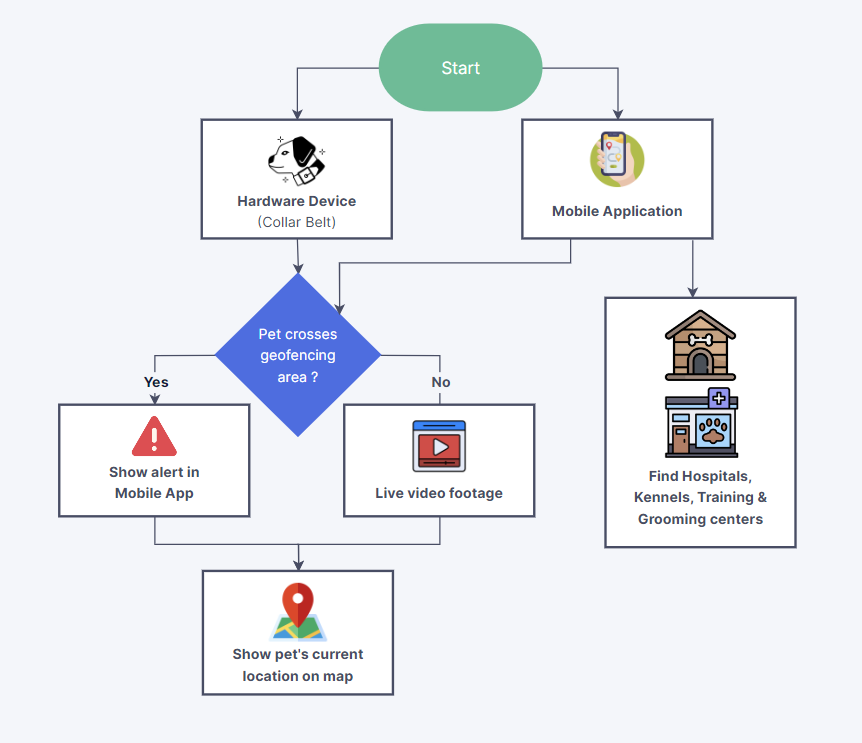 Start
Hardware Device
(Collar Belt)
Mobile Application
Pet crosses
geofencing
area ?
Yes
No
Show alert in
Mobile App
Live video footage
Find Hospitals,
Kennels, Training &
Grooming centers
Show pet's current
location on map